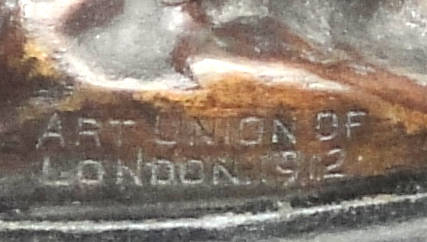 ART UNION OF
LONDON. 1912